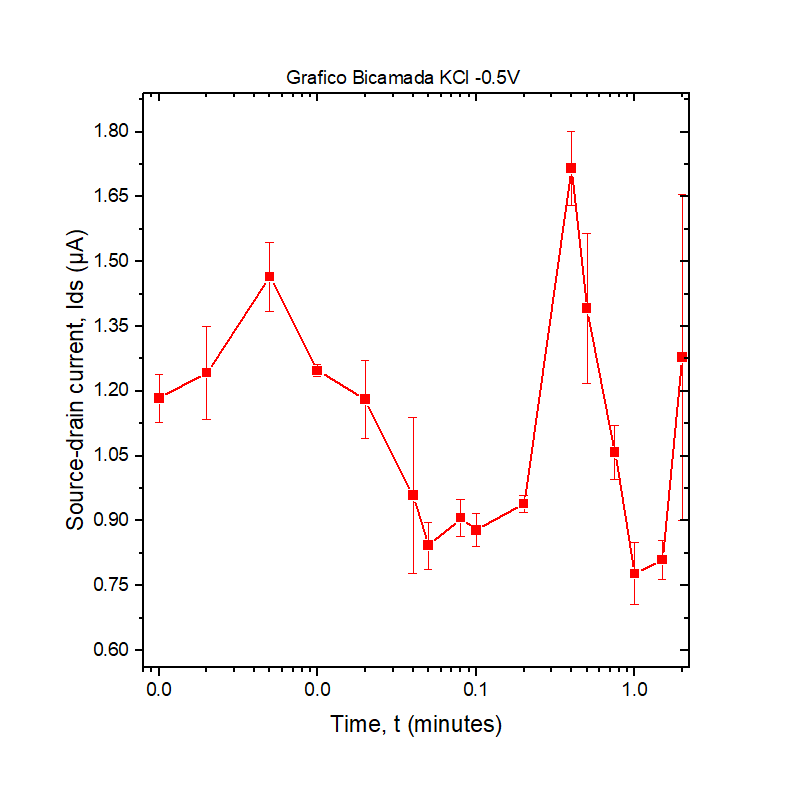 Grafico Bicamada KCl -0.5V
1.80
1.65
1.50
1.35
1.20
1.05
0.90
0.75
0.60
Source-drain current, Ids (µA)
0.0 0.0 0.1 1.0
Time, t (minutes)